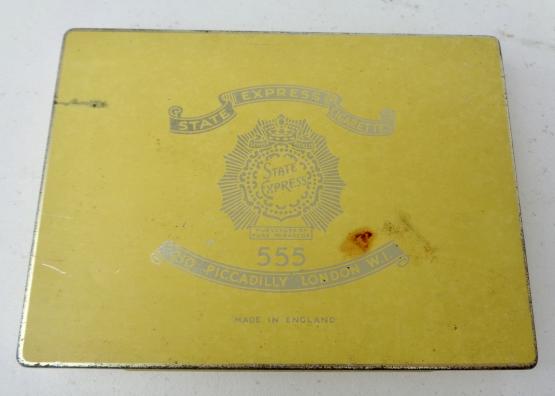 STATE EXPRESS CIGARETTES
STATE
EXPRESS
555
210 PICCADILLY LONDON W.1.
MADE IN ENGLAND